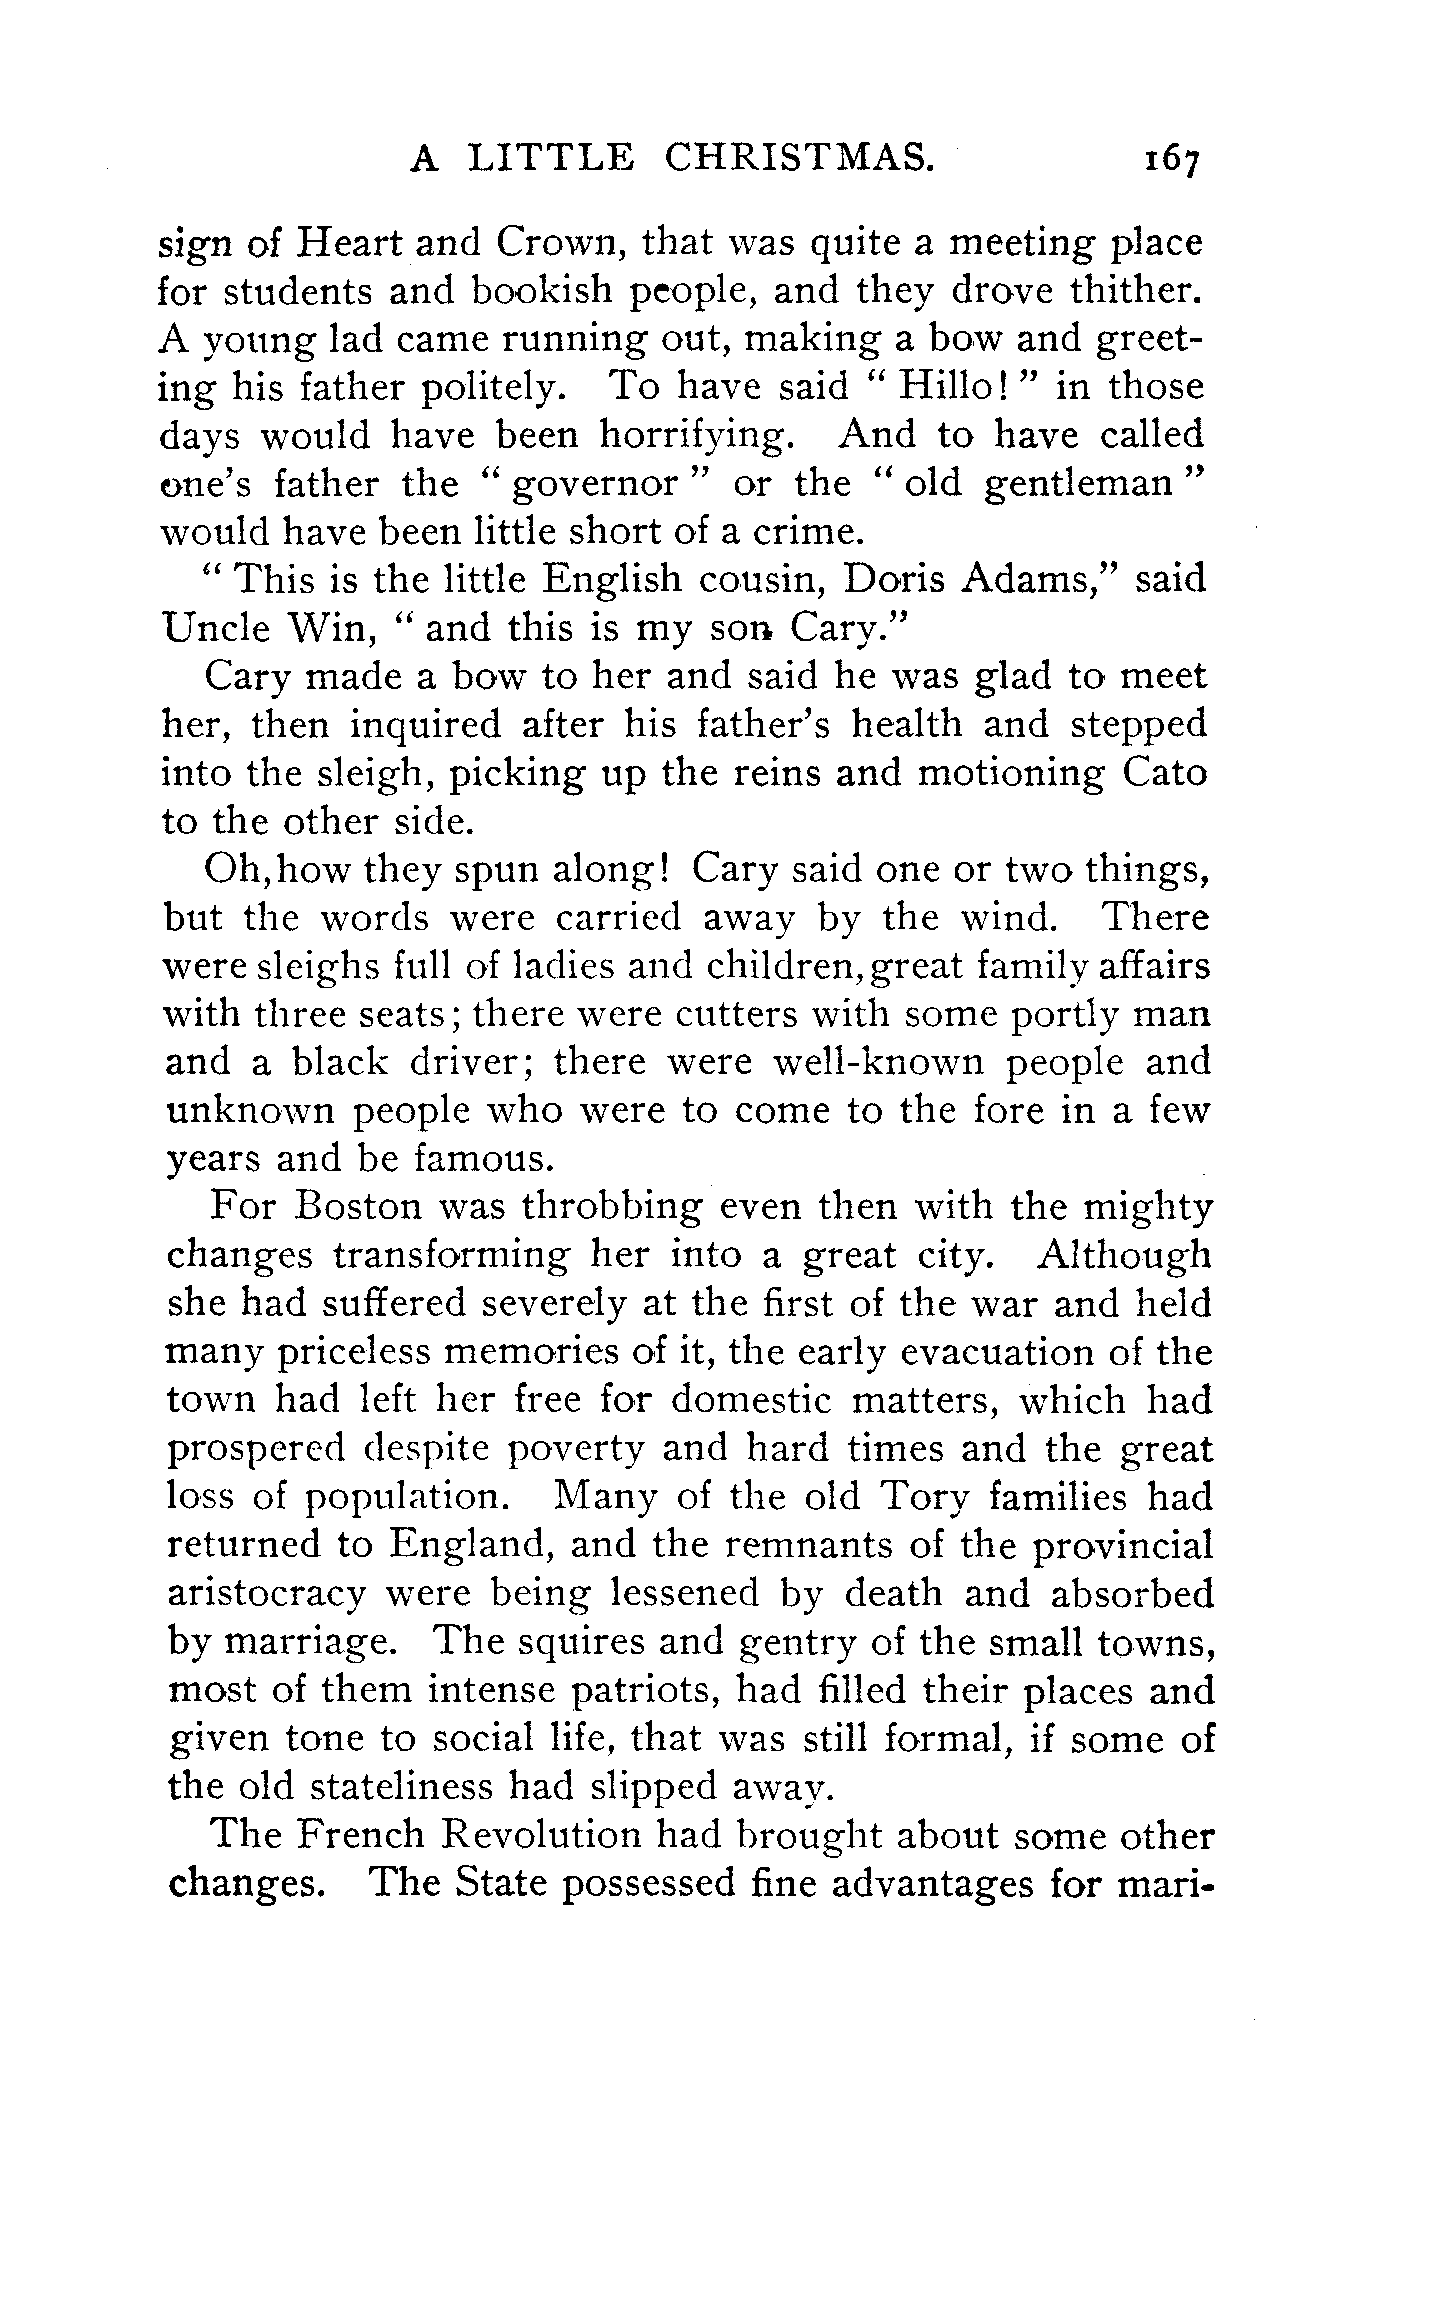 A LITTLE CHRISTMAS. 167
sign of Heart and Crown, that was quite a meeting place
for students and bookish people, and they drove thither.
A young lad came running out, making a bow and greet-
ing his father politely. To have said " Hillo! " in those
days would have been horrifying. And to have called
one's father the " governor " or the " old gentleman "
would have been little short of a crime.
" This is the little English cousin, Doris Adams," said
Uncle Win, " and this is my son Cary."
Cary made a bow to her and said he was glad to meet
her, then inquired after his father's health and stepped
into the sleigh, picking up the reins and motioning Cato
to the other side.
Oh, how they spun along! Cary said one or two things,
but the words were carried away by the wind. There
were sleighs full of ladies and children, great family affairs
with three seats; there were cutters with some portly man
and a black driver; there were well-known people and
unknown people who were to come to the fore in a few
years and be famous.
For Boston was throbbing even then with the mighty
changes transforming her into a great city. Although
she had suffered severely at the first of the war and held
many priceless memories of it, the early evacuation of the
town had left her free for domestic matters, which had
prospered despite poverty and hard times and the great
loss of population. Many of the old Tory families had
returned to England, and the remnants of the provincial
aristocracy were being lessened by death and absorbed
by marriage. The squires and gentry of the small towns,
most of them intense patriots, had filled their places and
given tone to social life, that was still formal, if some of
the old stateliness had slipped away.
The French Revolution had brought about some other
changes. The State possessed fine advantages for mari-